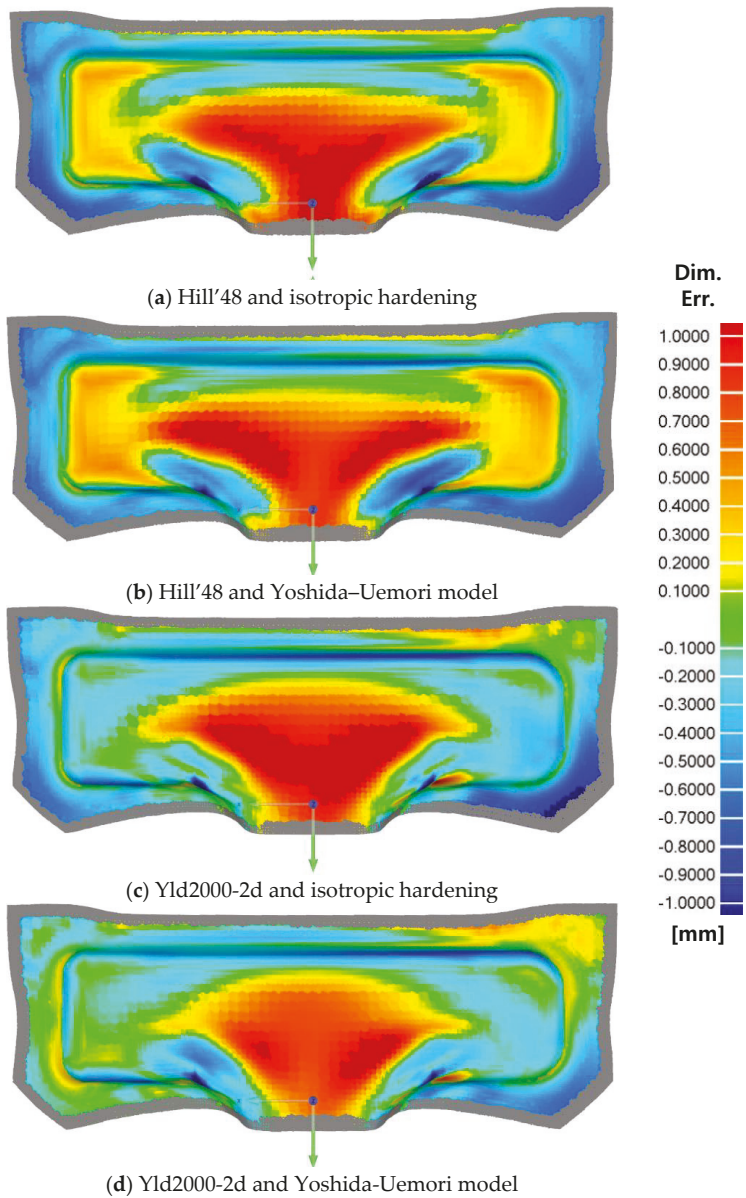 (a) Hill’48 and isotropic hardening
Dim.
Err.
1.0000
0.9000
0.8000
0.7000
0.6000
0.5000
0.4000
0.3000
0.2000
0.1000
-0.1000
-0.2000
-0.3000
-0.4000
-0.5000
-0.6000
-0.7000
-0.8000
-0.9000
-1.0000
[mm]
(b) Hill’48 and Yoshida–Uemori model
(c) Yld2000-2d and isotropic hardening
(d) Yld2000-2d and Yoshida-Uemori model